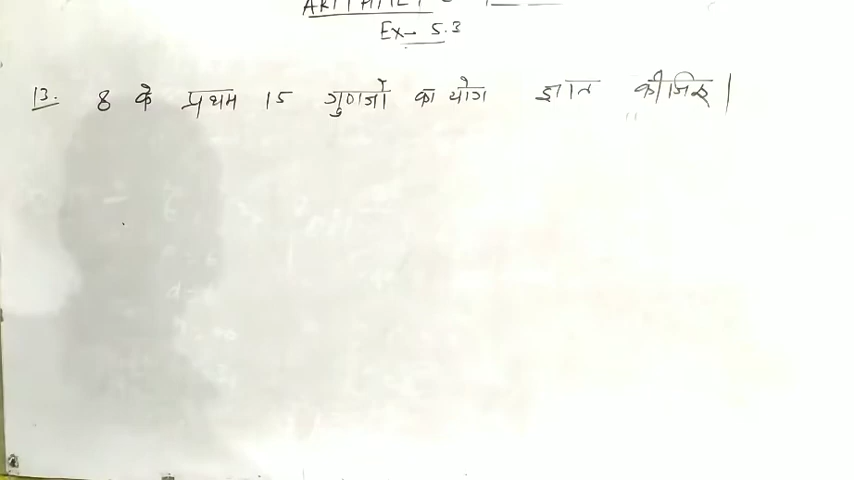 Ex- 5.3
13. 8 के प्रथम 15 गुणजों का योग ज्ञात कीजिए|